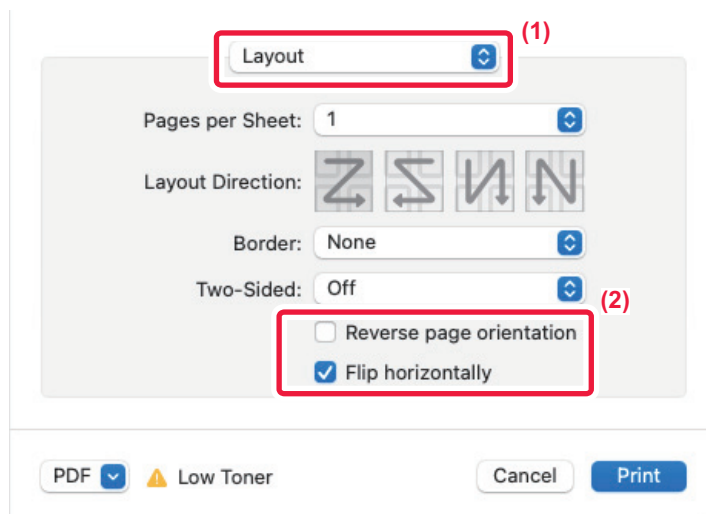 (1)
Layout
Pages per Sheet: 1
Layout Direction:
Border: None
Two-Sided: Off
(2)
Reverse page orientation
Flip horizontally
PDF Low Toner Cancel Print